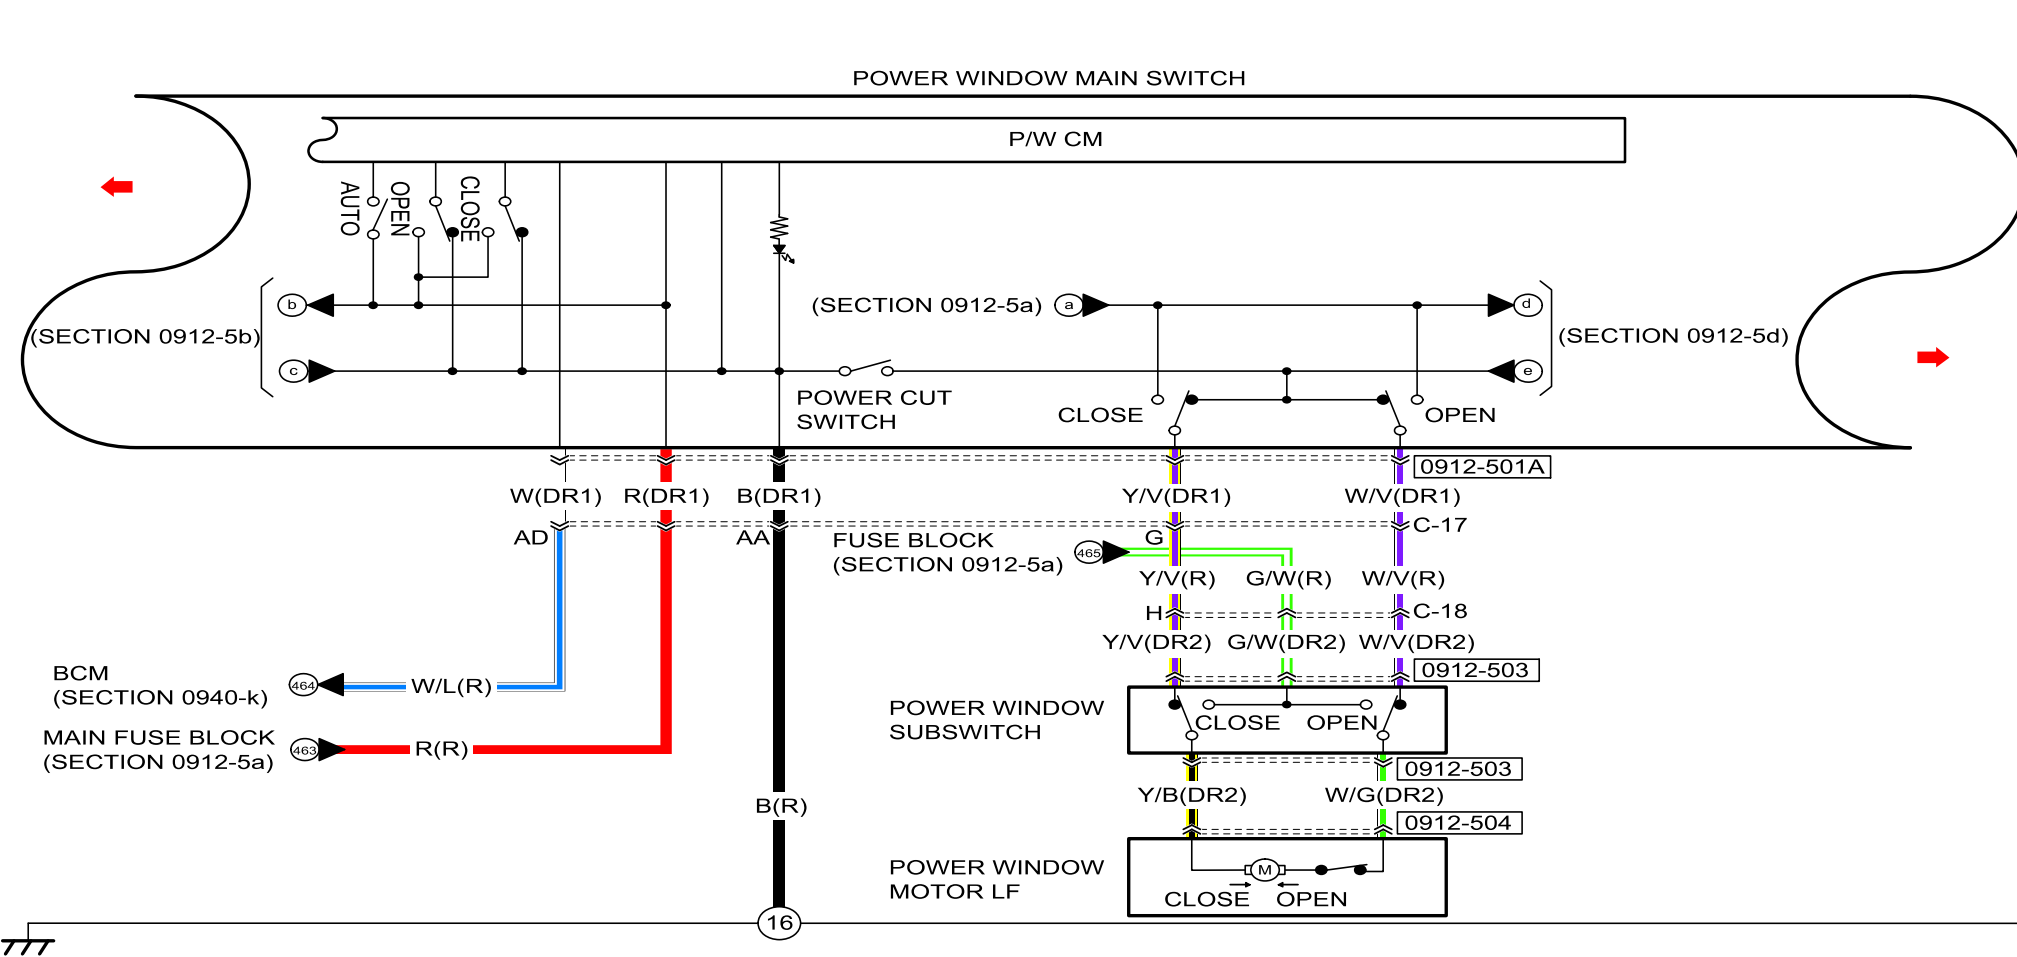 POWER WINDOW MAIN SWITCH
P/W CM
AUTO
OPEN
CLOSE
b
(SECTION 0912-5b)
c
(SECTION 0912-5a)
a
d
(SECTION 0912-5d)
e
POWER CUT
SWITCH
CLOSE
OPEN
0912-501A
W(DR1)
R(DR1)
B(DR1)
Y/V(DR1)
W/V(DR1)
AD
AA
G
C-17
FUSE BLOCK
(SECTION 0912-5a)
465
Y/V(R)
G/W(R)
W/V(R)
H
C-18
Y/V(DR2)
G/W(DR2)
W/V(DR2)
0912-503
BCM
(SECTION 0940-k)
464
W/L(R)
POWER WINDOW
SUBSWITCH
CLOSE
OPEN
MAIN FUSE BLOCK
(SECTION 0912-5a)
463
R(R)
0912-503
Y/B(DR2)
W/G(DR2)
B(R)
0912-504
POWER WINDOW
MOTOR LF
M
CLOSE
OPEN
16